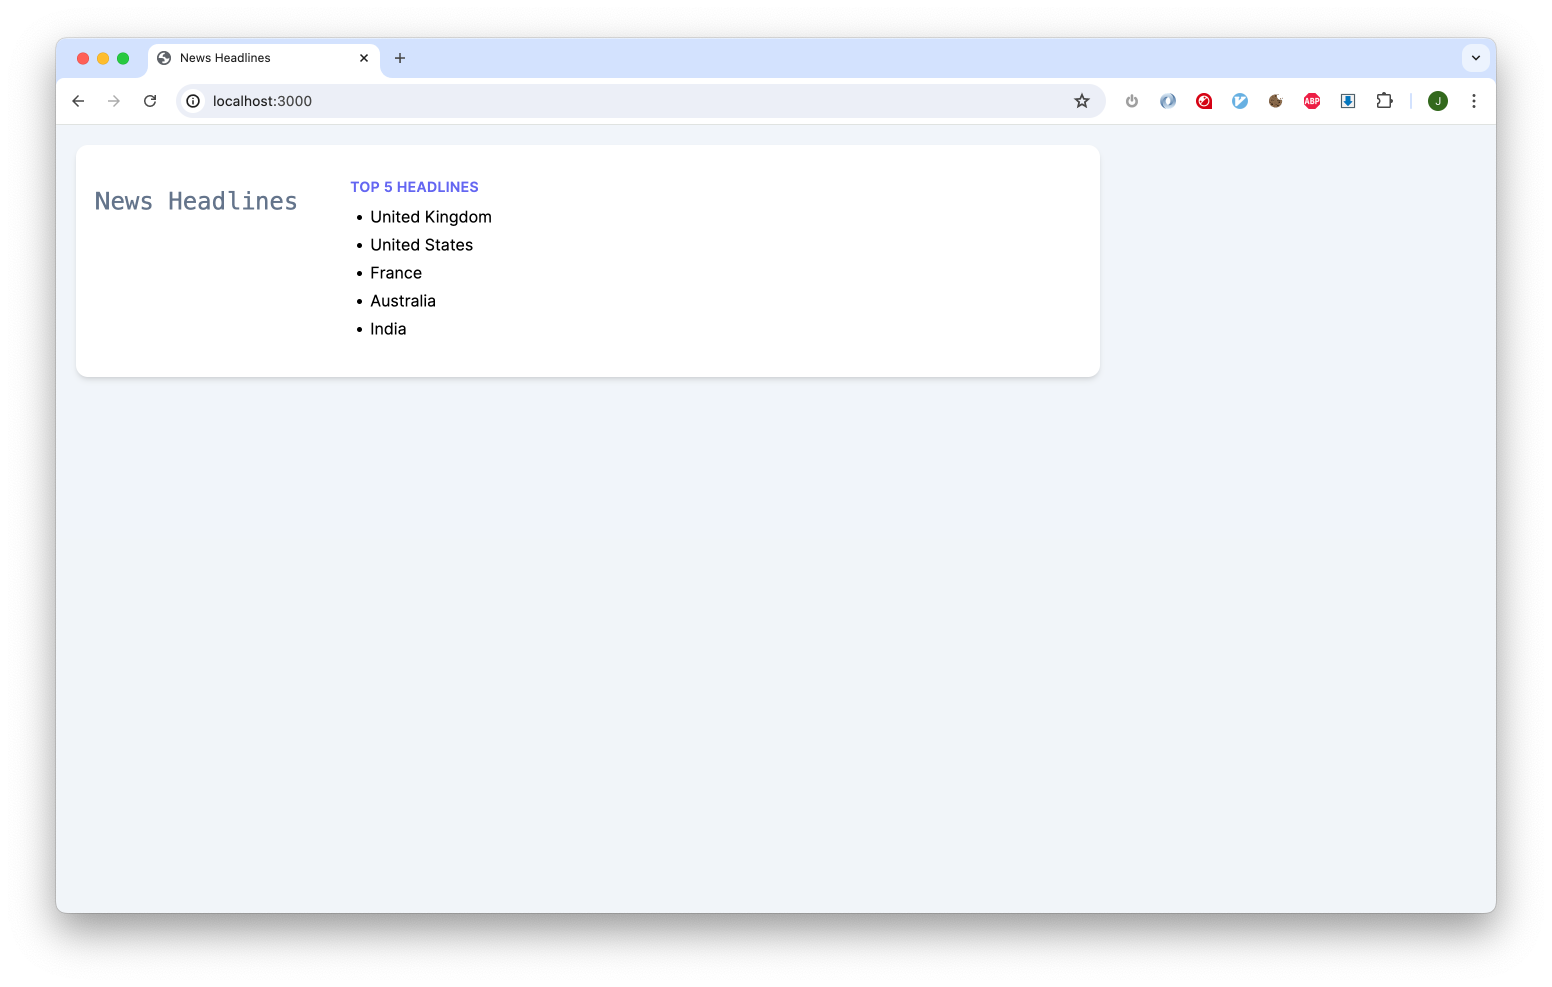 News Headlines
localhost:3000
ABP
J
News Headlines
TOP 5 HEADLINES
• United Kingdom
• United States
• France
• Australia
• India